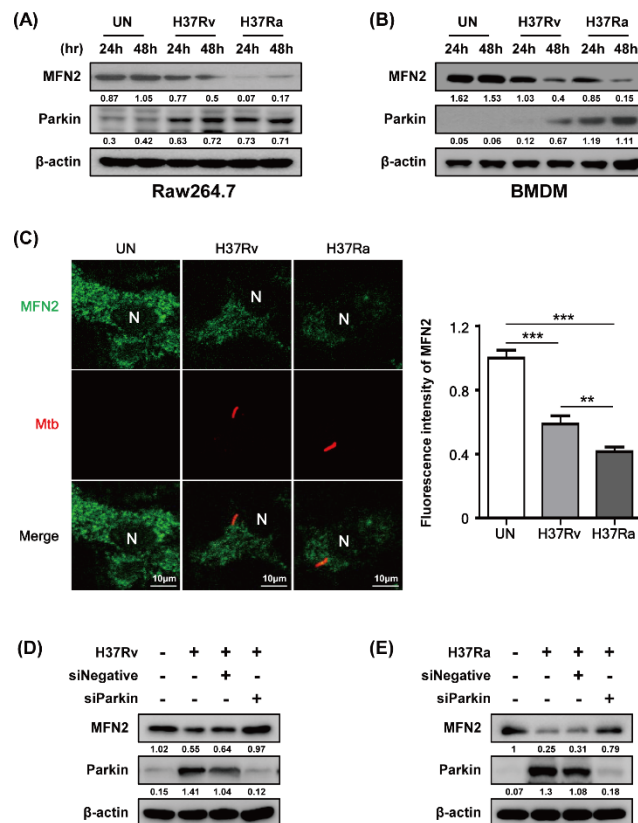 (A)
UN H37Rv H37Ra
(hr) 24h 48h 24h 48h 24h 48h
MFN2
0.87 1.05 0.77 0.5 0.07 0.17
Parkin
0.3 0.42 0.63 0.72 0.73 0.71
β-actin
Raw264.7
(B)
UN H37Rv H37Ra
24h 48h 24h 48h 24h 48h
MFN2
1.62 1.53 1.03 0.4 0.85 0.15
Parkin
0.05 0.06 0.12 0.67 1.19 1.11
β-actin
BMDM
(C)
UN H37Rv H37Ra
MFN2
N N N
Mtb
Merge
N N N
10μm 10μm 10μm
Fluorescence intensity of MFN2
1.2
0.8
0.4
0
***
***
**
UN H37Rv H37Ra
(D)
H37Rv - + + +
siNegative - - + -
siParkin - - - +
MFN2
1.02 0.55 0.64 0.97
Parkin
0.15 1.41 1.04 0.12
β-actin
(E)
H37Ra - + + +
siNegative - - + -
siParkin - - - +
MFN2
1 0.25 0.31 0.79
Parkin
0.07 1.3 1.08 0.18
β-actin